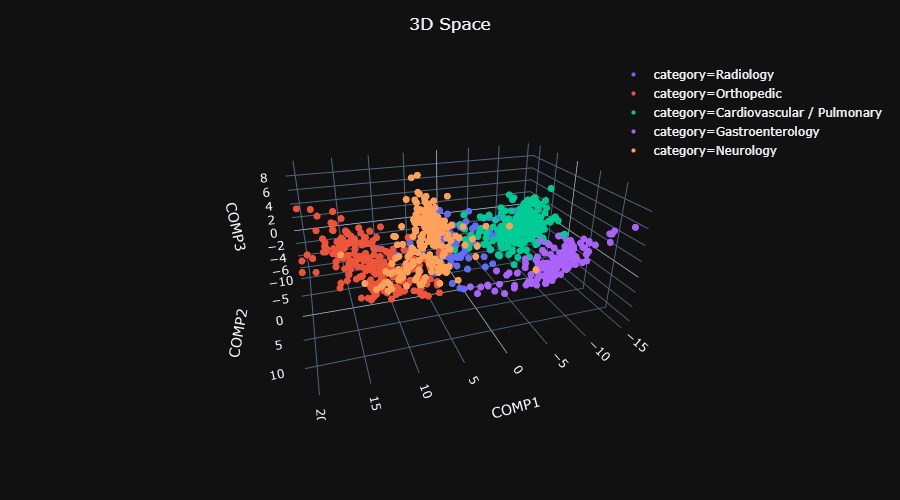 3D Space
category=Radiology
category=Orthopedic
category=Cardiovascular / Pulmonary
category=Gastroenterology
category=Neurology
8
6
4
2
0
−2
−4
−6
COMP3
−10
−5
0
5
10
COMP2
20
15
10
5
0
−5
−10
−15
COMP1